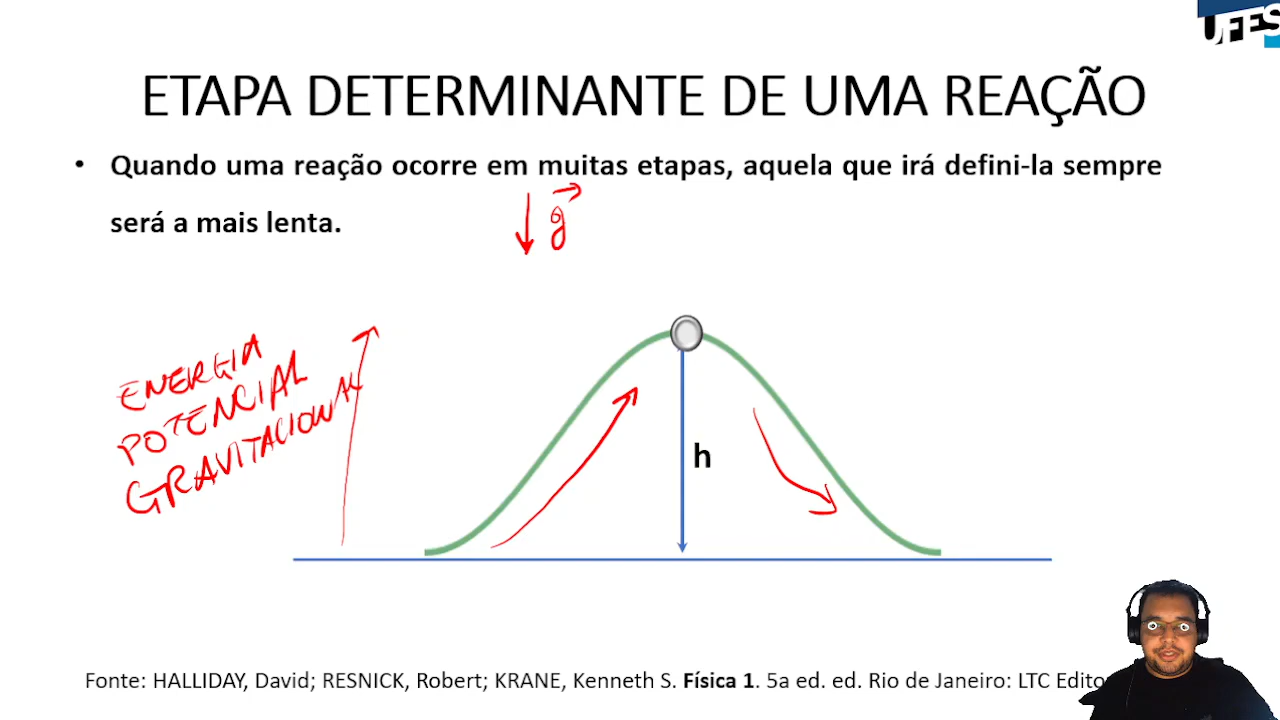 UFES
ETAPA DETERMINANTE DE UMA REAÇÃO
• Quando uma reação ocorre em muitas etapas, aquela que irá defini-la sempre
será a mais lenta.
g
ENERGIA
POTENCIAL
GRAVITACIONAL
h
Fonte: HALLIDAY, David; RESNICK, Robert; KRANE, Kenneth S. Física 1. 5a ed. ed. Rio de Janeiro: LTC Edito